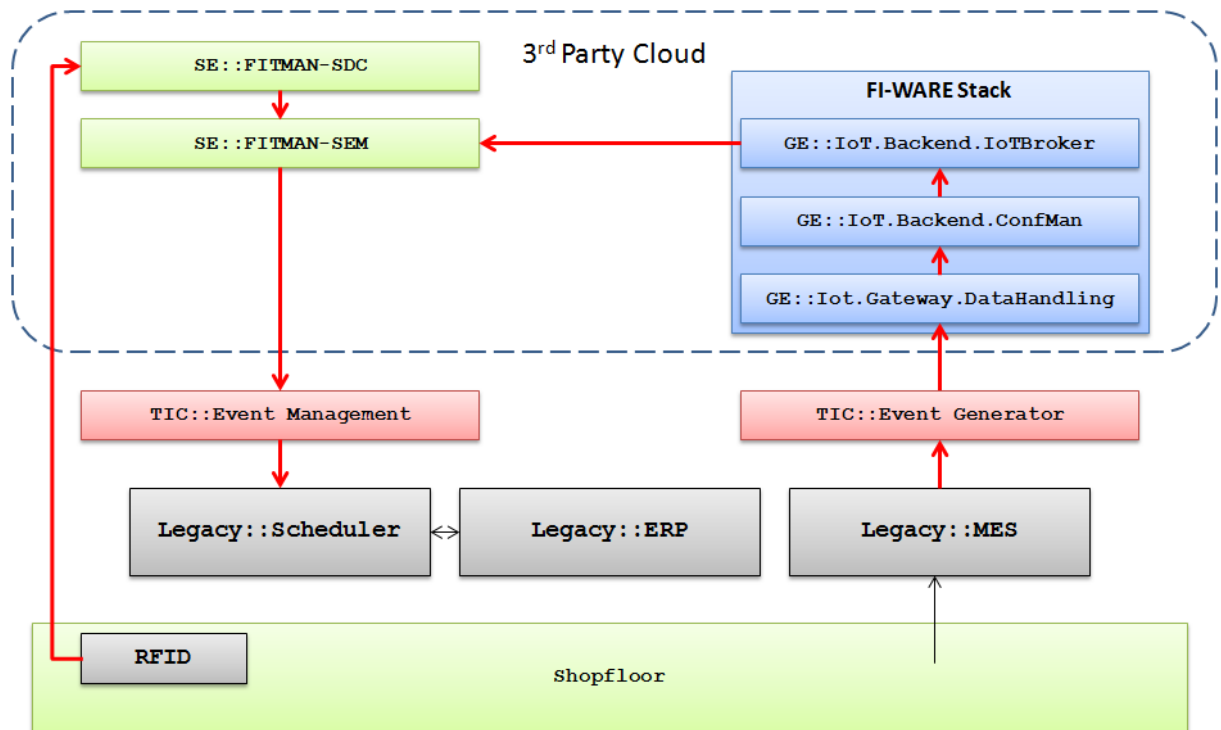 3rd Party Cloud
SE::FITMAN-SDC
SE::FITMAN-SEM
FI-WARE Stack
GE::IoT.Backend.IoTBroker
GE::IoT.Backend.ConfMan
GE::Iot.Gateway.DataHandling
TIC::Event Management
TIC::Event Generator
Legacy::Scheduler
Legacy::ERP
Legacy::MES
RFID
Shopfloor